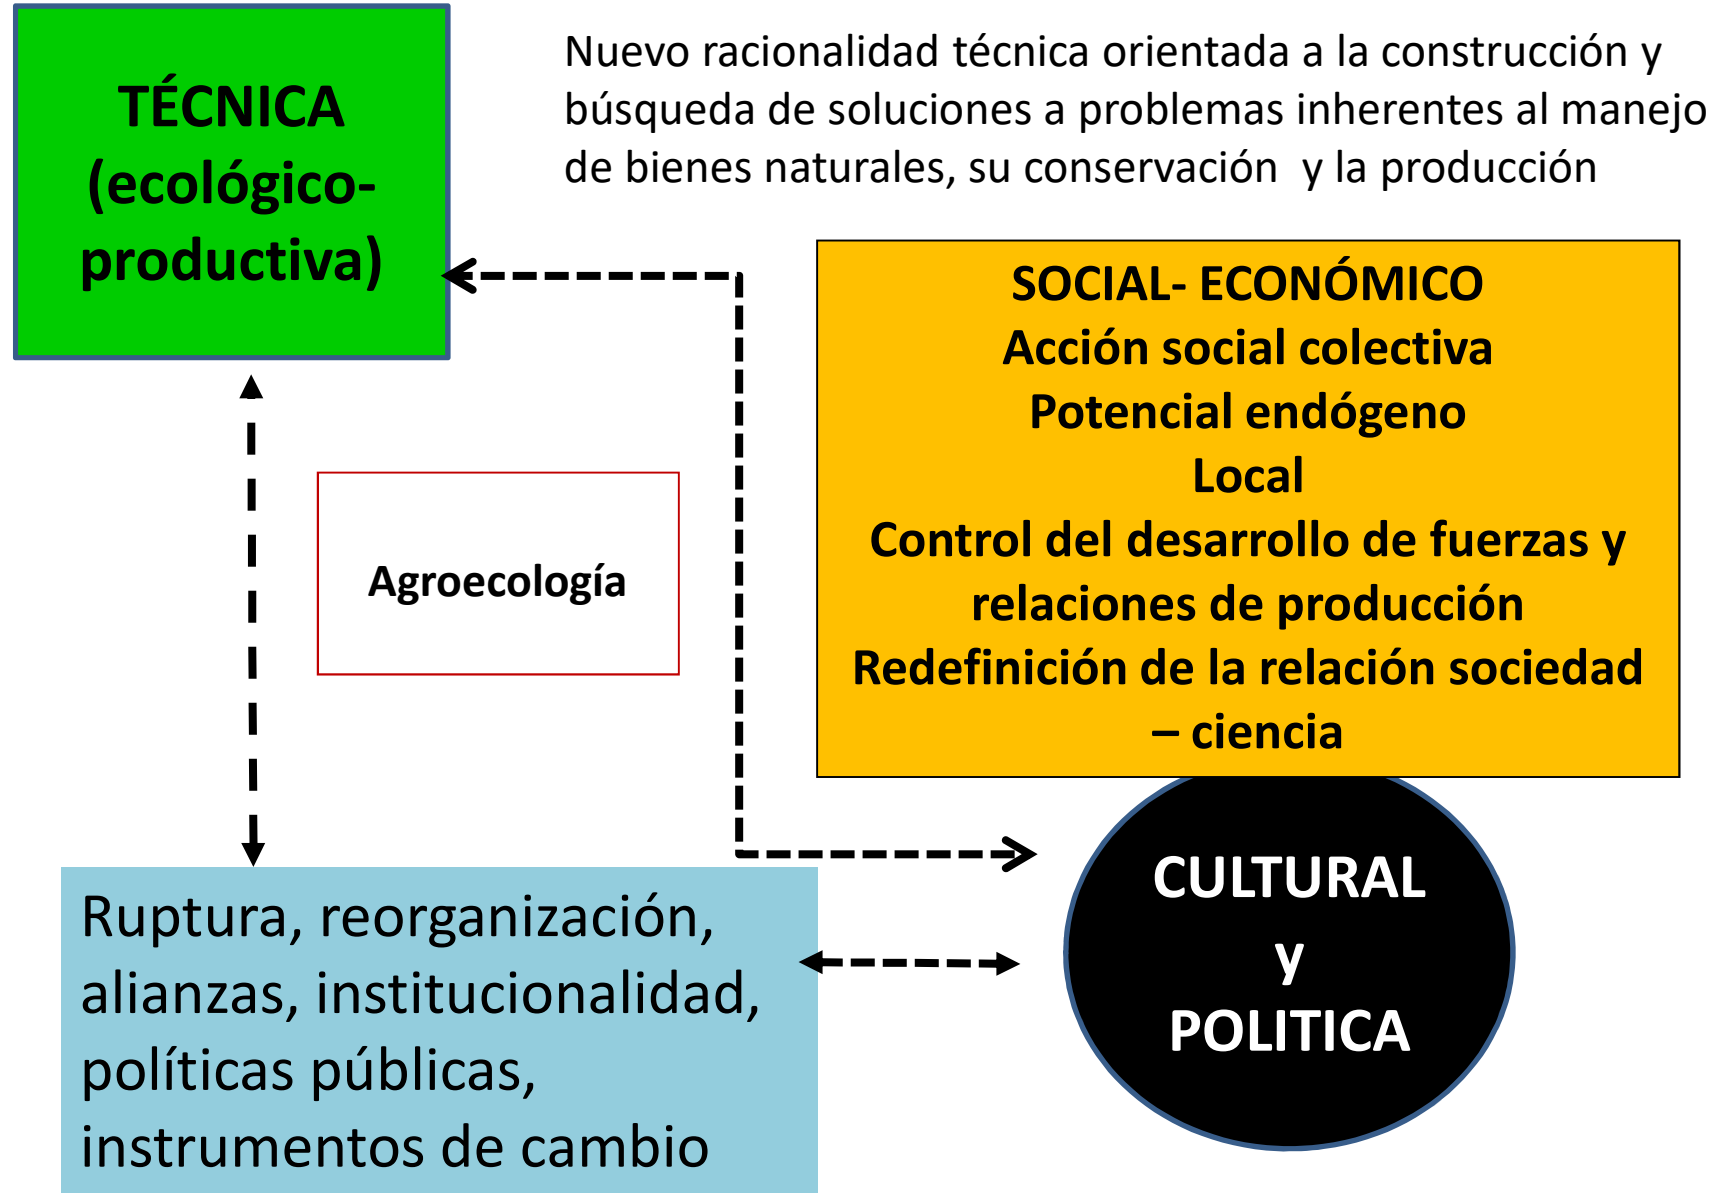 TÉCNICA
(ecológico-
productiva)
Nuevo racionalidad técnica orientada a la construcción y
búsqueda de soluciones a problemas inherentes al manejo
de bienes naturales, su conservación  y la producción
SOCIAL- ECONÓMICO
Acción social colectiva
Potencial endógeno
Local
Control del desarrollo de fuerzas y
relaciones de producción
Redefinición de la relación sociedad
– ciencia
Agroecología
Ruptura, reorganización,
alianzas, institucionalidad,
políticas públicas,
instrumentos de cambio
CULTURAL
y
POLITICA